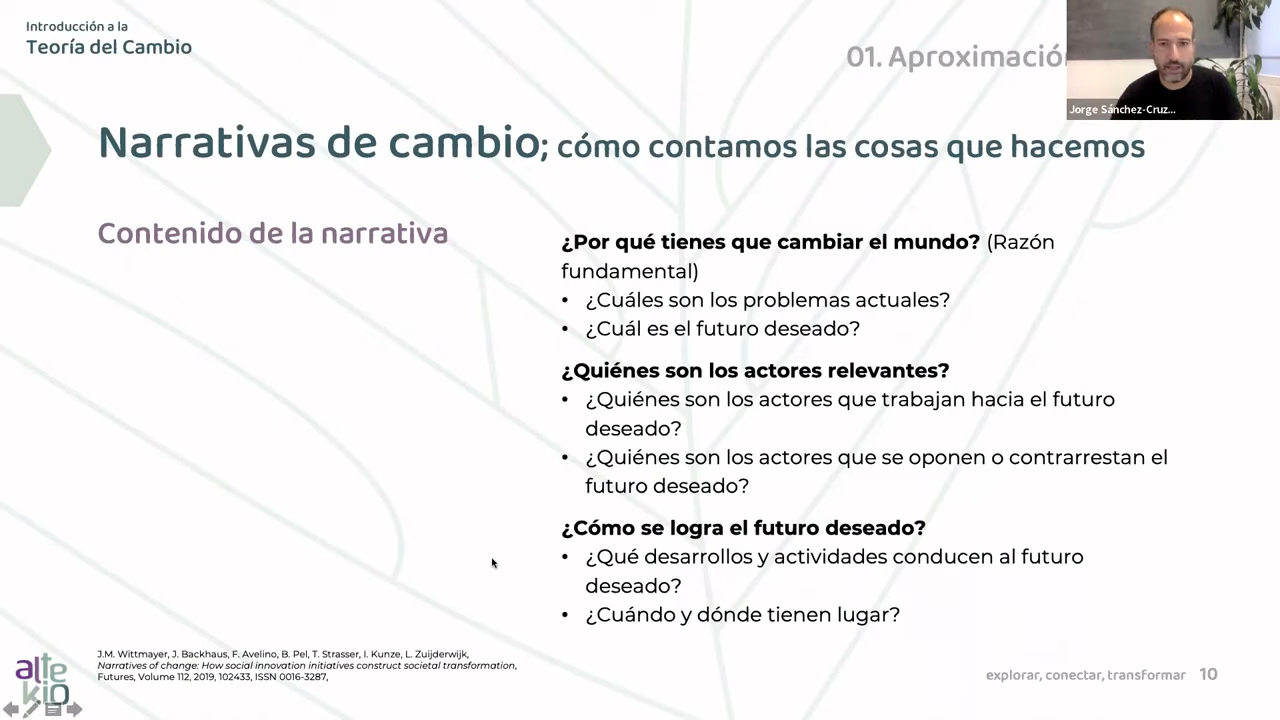 Introducción a la
Teoría del Cambio
01. Aproximación
Jorge Sánchez-Cruz...
Narrativas de cambio; cómo contamos las cosas que hacemos
Contenido de la narrativa
¿Por qué tienes que cambiar el mundo? (Razón
fundamental)
• ¿Cuáles son los problemas actuales?
• ¿Cuál es el futuro deseado?
¿Quiénes son los actores relevantes?
• ¿Quiénes son los actores que trabajan hacia el futuro
deseado?
• ¿Quiénes son los actores que se oponen o contrarrestan el
futuro deseado?
¿Cómo se logra el futuro deseado?
• ¿Qué desarrollos y actividades conducen al futuro
deseado?
• ¿Cuándo y dónde tienen lugar?
J.M. Wittmayer, J. Backhaus, F. Avelino, B. Pel, T. Strasser, I. Kunze, L. Zuijderwijk,
Narratives of change: How social innovation initiatives construct societal transformation,
Futures, Volume 112, 2019, 102433, ISSN 0016-3287,
alte
kio
explorar, conectar, transformar 10